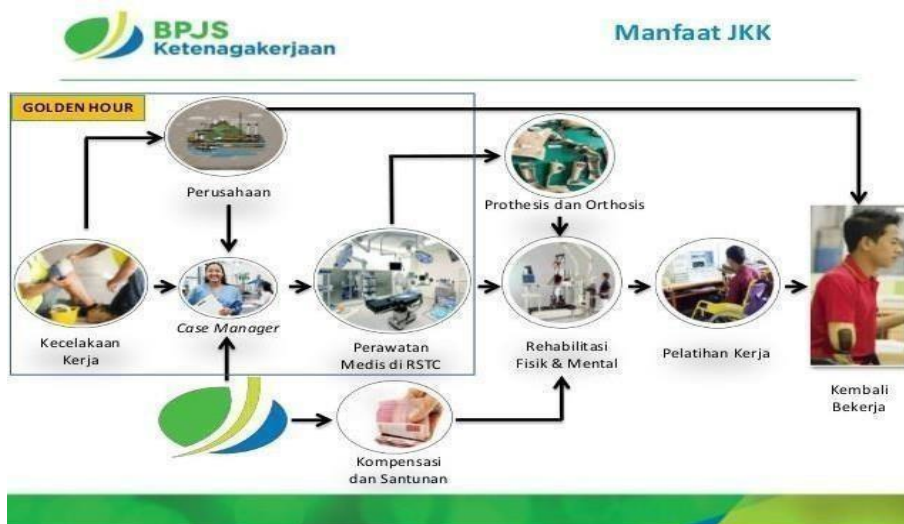 BPJS
Ketenagakerjaan
Manfaat JKK
GOLDEN HOUR
Perusahaan
Prothesis dan Orthosis
Kecelakaan
Kerja
Case Manager
Perawatan
Medis di RSTC
Rehabilitasi
Fisik & Mental
Pelatihan Kerja
Kembali
Bekerja
Kompensasi
dan Santunan